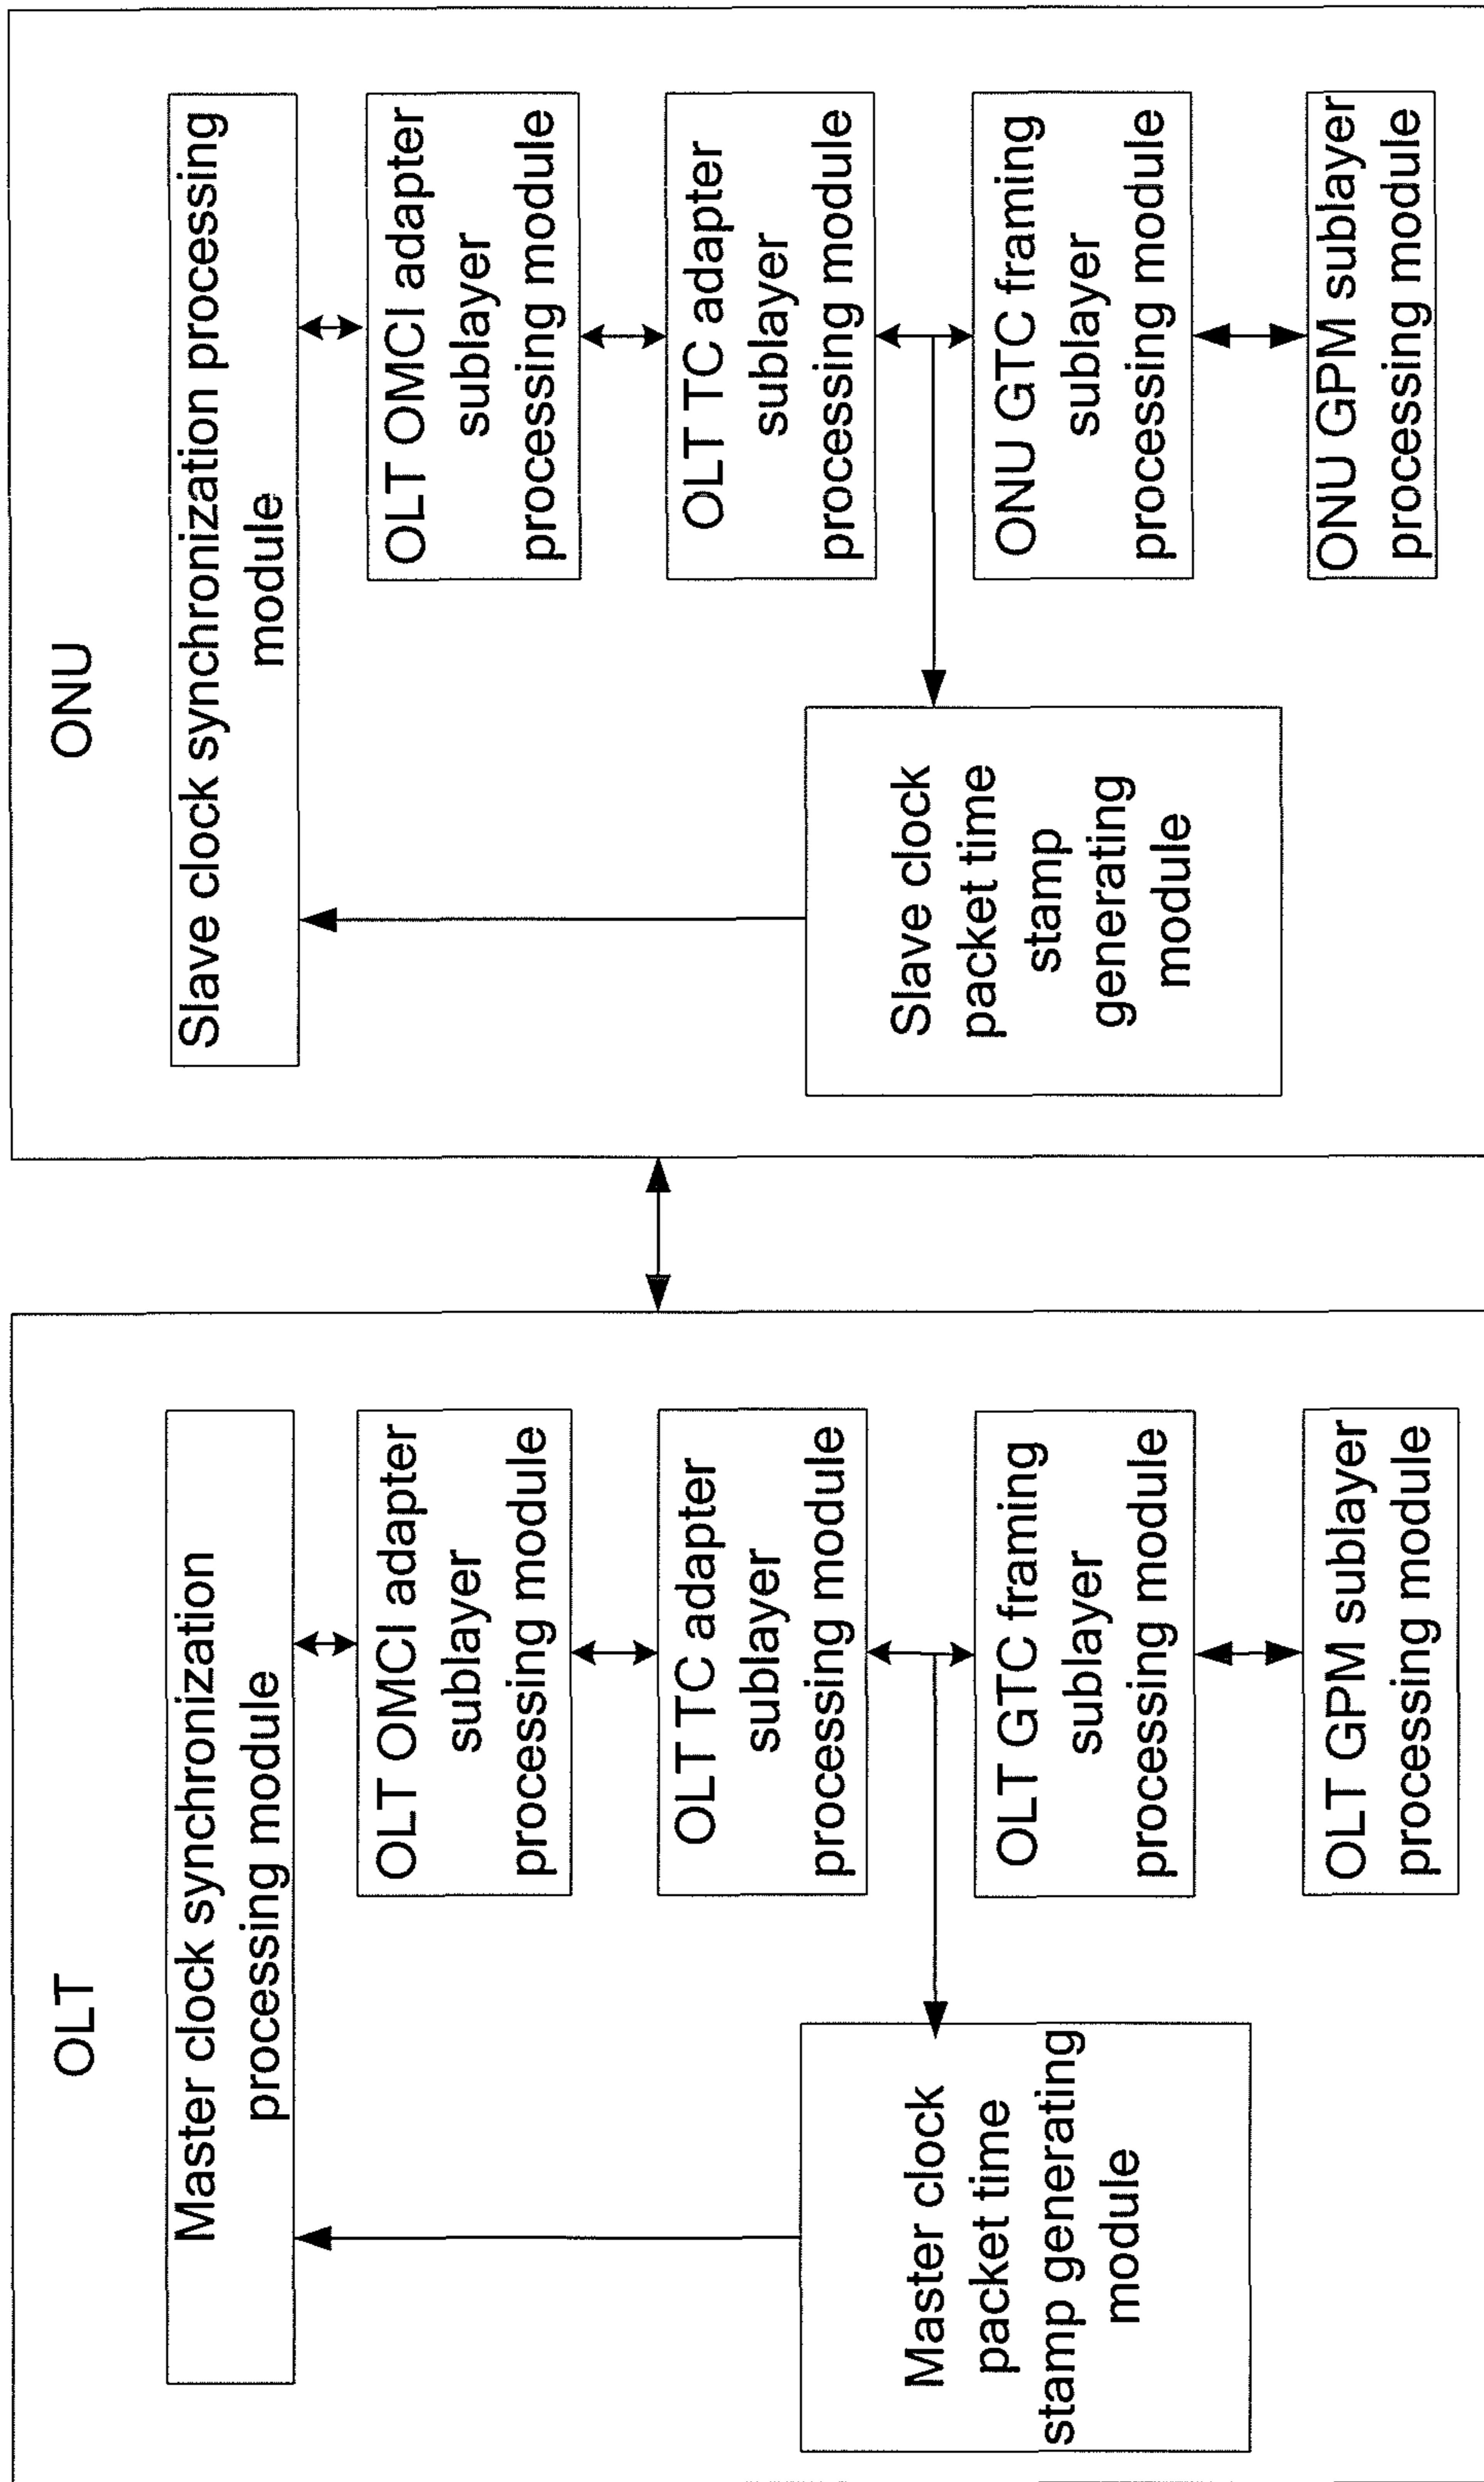 OLT
Master clock synchronization
processing module
OLT OMCI adapter
sublayer
processing module
OLT TC adapter
sublayer
processing module
Master clock
packet time
stamp generating
module
OLT GTC framing
sublayer
processing module
OLT GPM sublayer
processing module
ONU
Slave clock synchronization processing
module
OLT OMCI adapter
sublayer
processing module
OLT TC adapter
sublayer
processing module
Slave clock
packet time
stamp
generating
module
ONU GTC framing
sublayer
processing module
ONU GPM sublayer
processing module